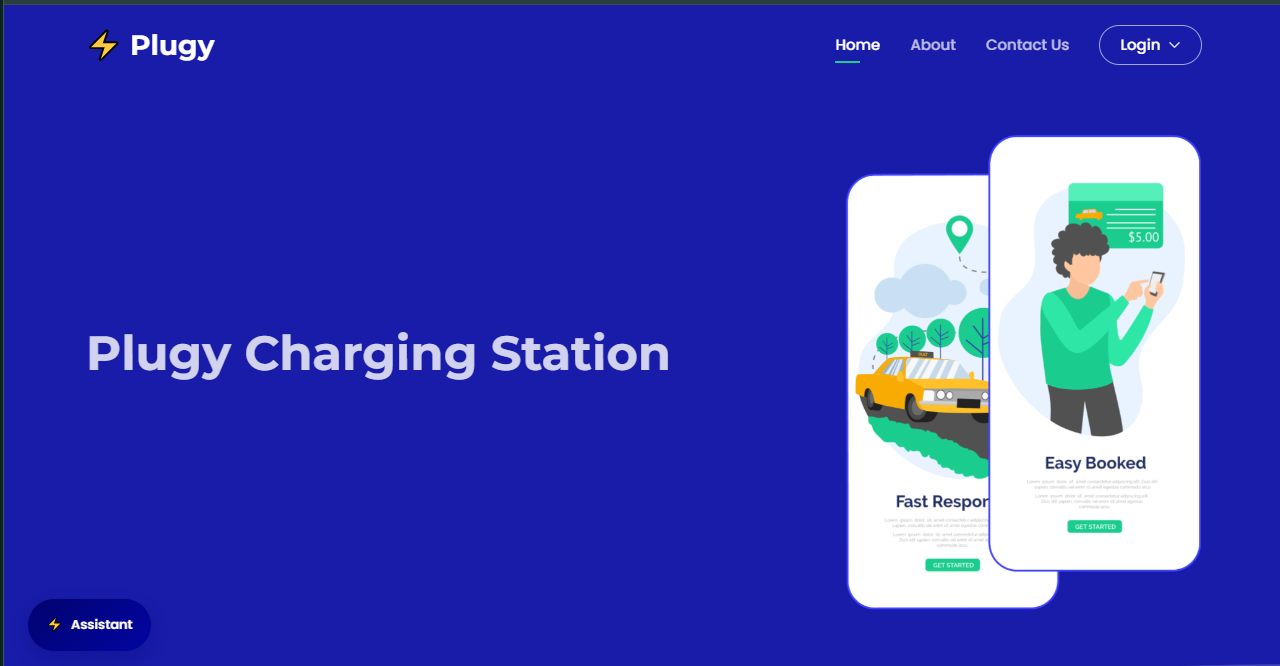 Plugy
Home
About
Contact Us
Login
Plugy Charging Station
$5.00
Easy Booked
GET STARTED
Fast Respon
GET STARTED
Assistant